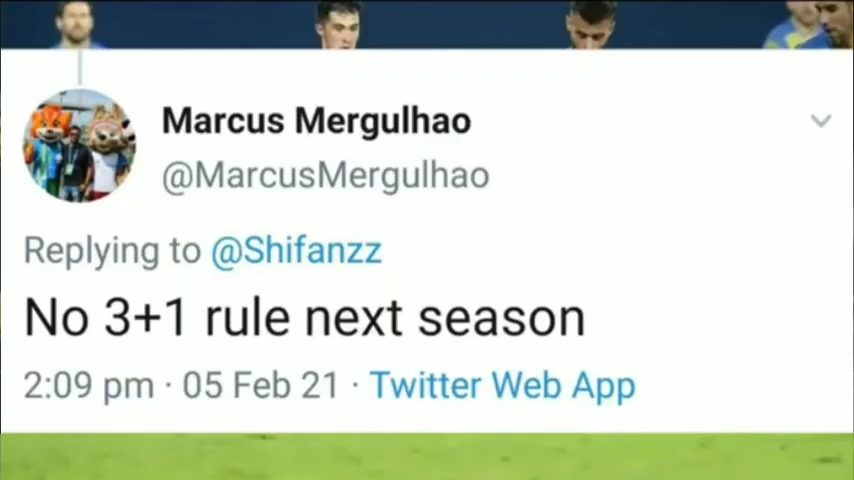 Marcus Mergulhao
@MarcusMergulhao
Replying to @Shifanzz
No 3+1 rule next season
2:09 pm · 05 Feb 21 · Twitter Web App